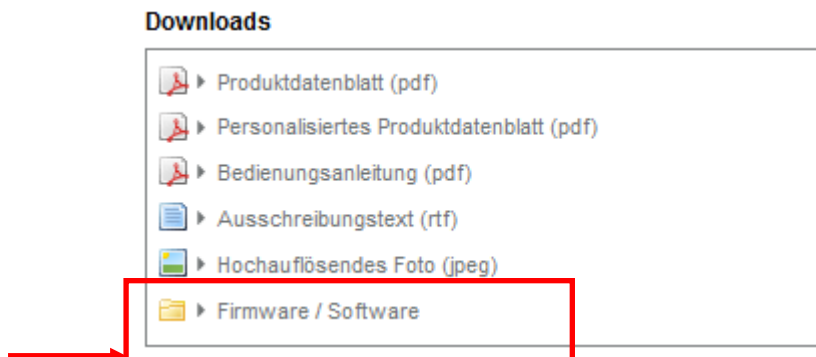 Downloads
Produktdatenblatt (pdf)
Personalisiertes Produktdatenblatt (pdf)
Bedienungsanleitung (pdf)
Ausschreibungstext (rtf)
Hochauflösendes Foto (jpeg)
Firmware / Software